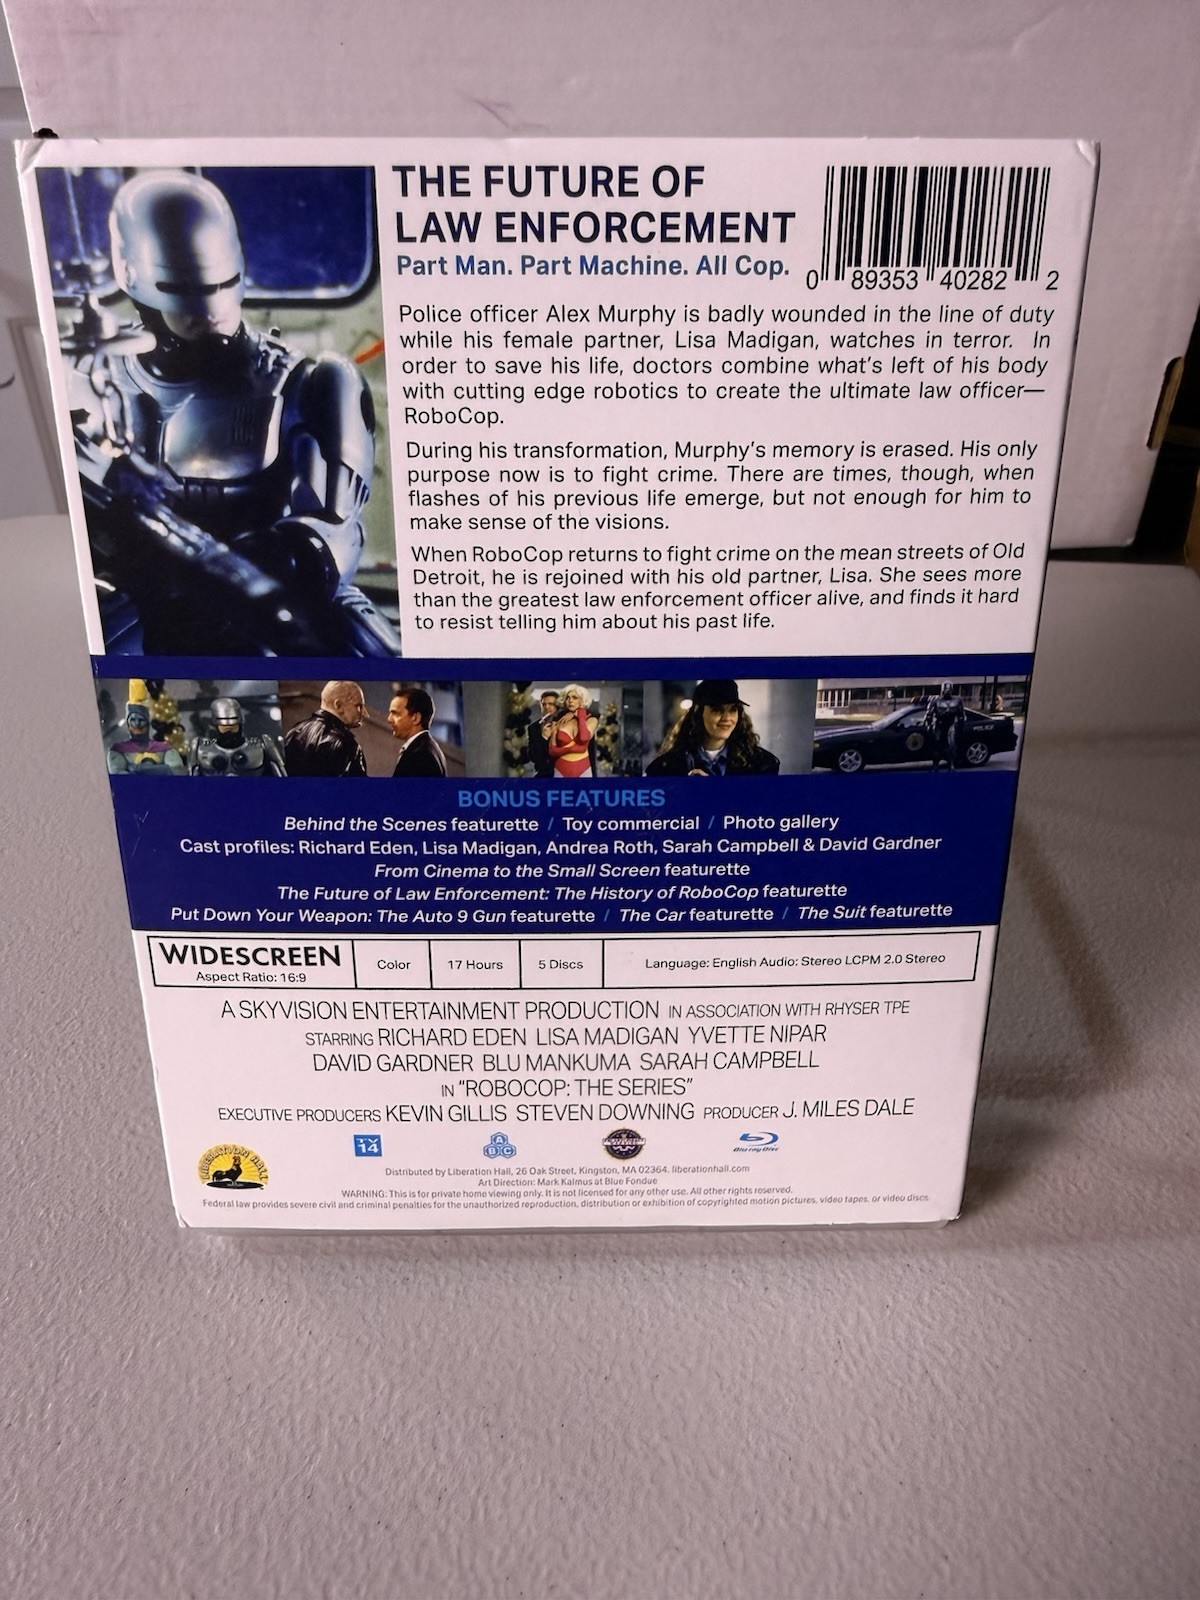 THE FUTURE OF
LAW ENFORCEMENT
Part Man. Part Machine. All Cop.
0 89353 40282 2
Police officer Alex Murphy is badly wounded in the line of duty
while his female partner, Lisa Madigan, watches in terror. In
order to save his life, doctors combine what's left of his body
with cutting edge robotics to create the ultimate law officer—
RoboCop.
During his transformation, Murphy's memory is erased. His only
purpose now is to fight crime. There are times, though, when
flashes of his previous life emerge, but not enough for him to
make sense of the visions.
When RoboCop returns to fight crime on the mean streets of Old
Detroit, he is rejoined with his old partner, Lisa. She sees more
than the greatest law enforcement officer alive, and finds it hard
to resist telling him about his past life.
POLICE
BONUS FEATURES
Behind the Scenes featurette / Toy commercial / Photo gallery
Cast profiles: Richard Eden, Lisa Madigan, Andrea Roth, Sarah Campbell & David Gardner
From Cinema to the Small Screen featurette
The Future of Law Enforcement: The History of RoboCop featurette
Put Down Your Weapon: The Auto 9 Gun featurette / The Car featurette / The Suit featurette
WIDESCREEN
Aspect Ratio: 16:9
Color
17 Hours
5 Discs
Language: English Audio: Stereo LCPM 2.0 Stereo
A SKYVISION ENTERTAINMENT PRODUCTION IN ASSOCIATION WITH RHYSER TPE
STARRING RICHARD EDEN LISA MADIGAN YVETTE NIPAR
DAVID GARDNER BLU MANKUMA SARAH CAMPBELL
IN "ROBOCOP: THE SERIES"
EXECUTIVE PRODUCERS KEVIN GILLIS STEVEN DOWNING PRODUCER J. MILES DALE
LIBERATION HALL
TV
14
A
B C
Blu-ray Disc
Distributed by Liberation Hall, 26 Oak Street, Kingston, MA 02364. liberationhall.com
Art Direction: Mark Kalmus at Blue Fondue
WARNING: This is for private home viewing only. It is not licensed for any other use. All other rights reserved.
Federal law provides severe civil and criminal penalties for the unauthorized reproduction, distribution or exhibition of copyrighted motion pictures, video tapes, or video discs.